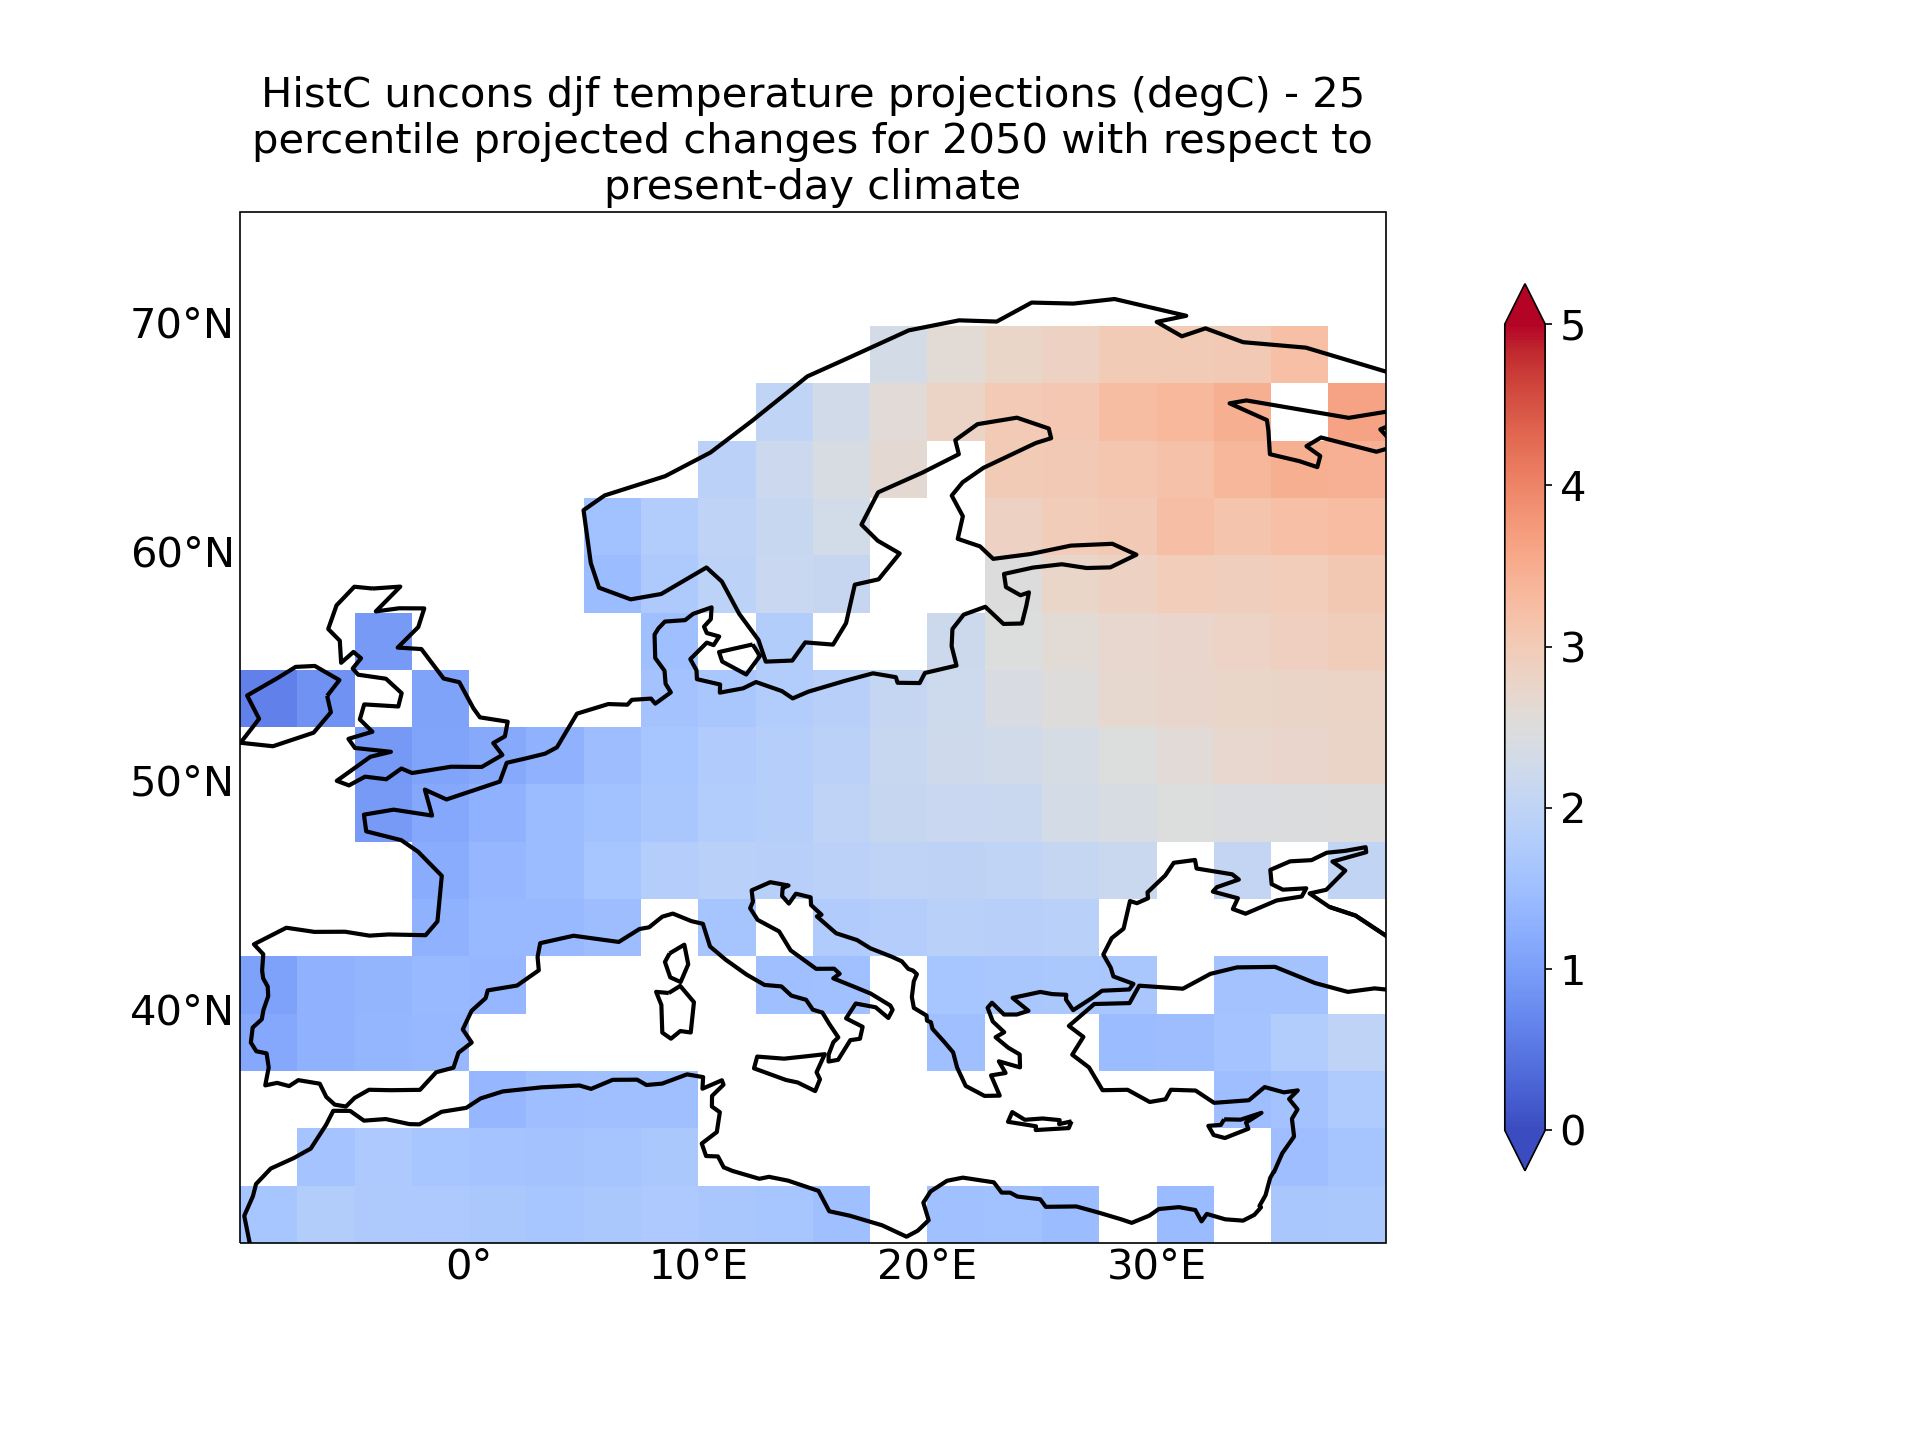 HistC uncons djf temperature projections (degC) - 25
percentile projected changes for 2050 with respect to
present-day climate
70°N
60°N
50°N
40°N
0°
10°E
20°E
30°E
5
4
3
2
1
0